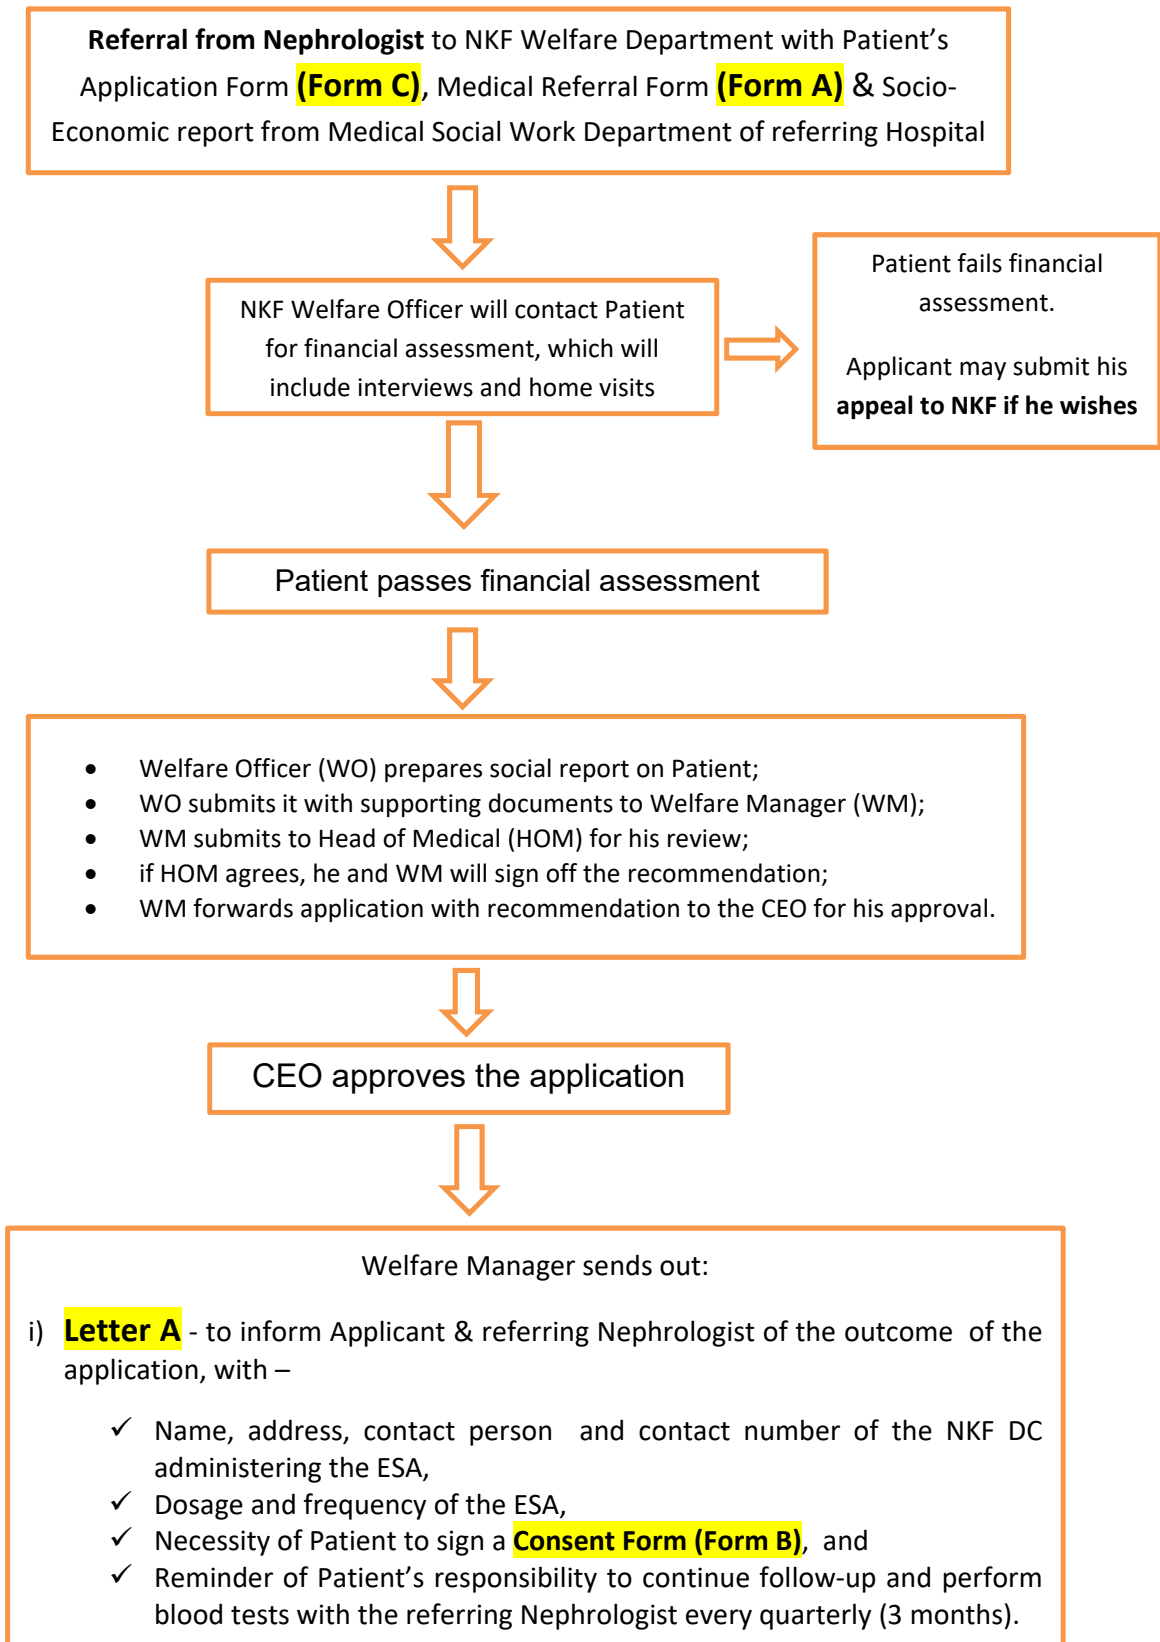 Referral from Nephrologist to NKF Welfare Department with Patient’s
Application Form (Form C), Medical Referral Form (Form A) & Socio-
Economic report from Medical Social Work Department of referring Hospital
NKF Welfare Officer will contact Patient
for financial assessment, which will
include interviews and home visits
Patient fails financial
assessment.
Applicant may submit his
appeal to NKF if he wishes
Patient passes financial assessment
• Welfare Officer (WO) prepares social report on Patient;
• WO submits it with supporting documents to Welfare Manager (WM);
• WM submits to Head of Medical (HOM) for his review;
• if HOM agrees, he and WM will sign off the recommendation;
• WM forwards application with recommendation to the CEO for his approval.
CEO approves the application
Welfare Manager sends out:
i) Letter A - to inform Applicant & referring Nephrologist of the outcome of the
application, with –
✓ Name, address, contact person and contact number of the NKF DC
administering the ESA,
✓ Dosage and frequency of the ESA,
✓ Necessity of Patient to sign a Consent Form (Form B), and
✓ Reminder of Patient’s responsibility to continue follow-up and perform
blood tests with the referring Nephrologist every quarterly (3 months).